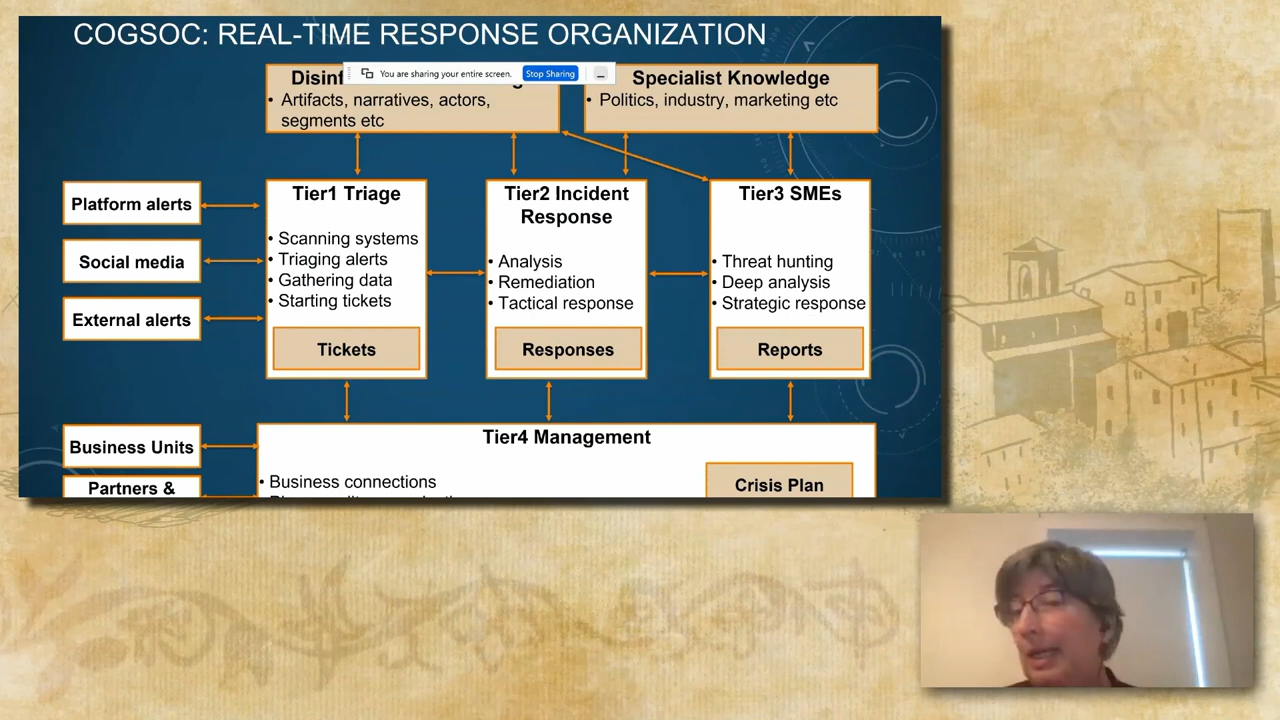 COGSOC: REAL-TIME RESPONSE ORGANIZATION
You are sharing your entire screen.
Stop Sharing
Specialist Knowledge
• Artifacts, narratives, actors,
segments etc
• Politics, industry, marketing etc
Platform alerts
Social media
External alerts
Tier1 Triage
• Scanning systems
• Triaging alerts
• Gathering data
• Starting tickets
Tickets
Tier2 Incident
Response
• Analysis
• Remediation
• Tactical response
Responses
Tier3 SMEs
• Threat hunting
• Deep analysis
• Strategic response
Reports
Business Units
Partners &
Tier4 Management
• Business connections
Crisis Plan